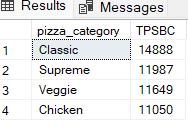 Results Messages
pizza_category TPSBC
1 Classic 14888
2 Supreme 11987
3 Veggie 11649
4 Chicken 11050